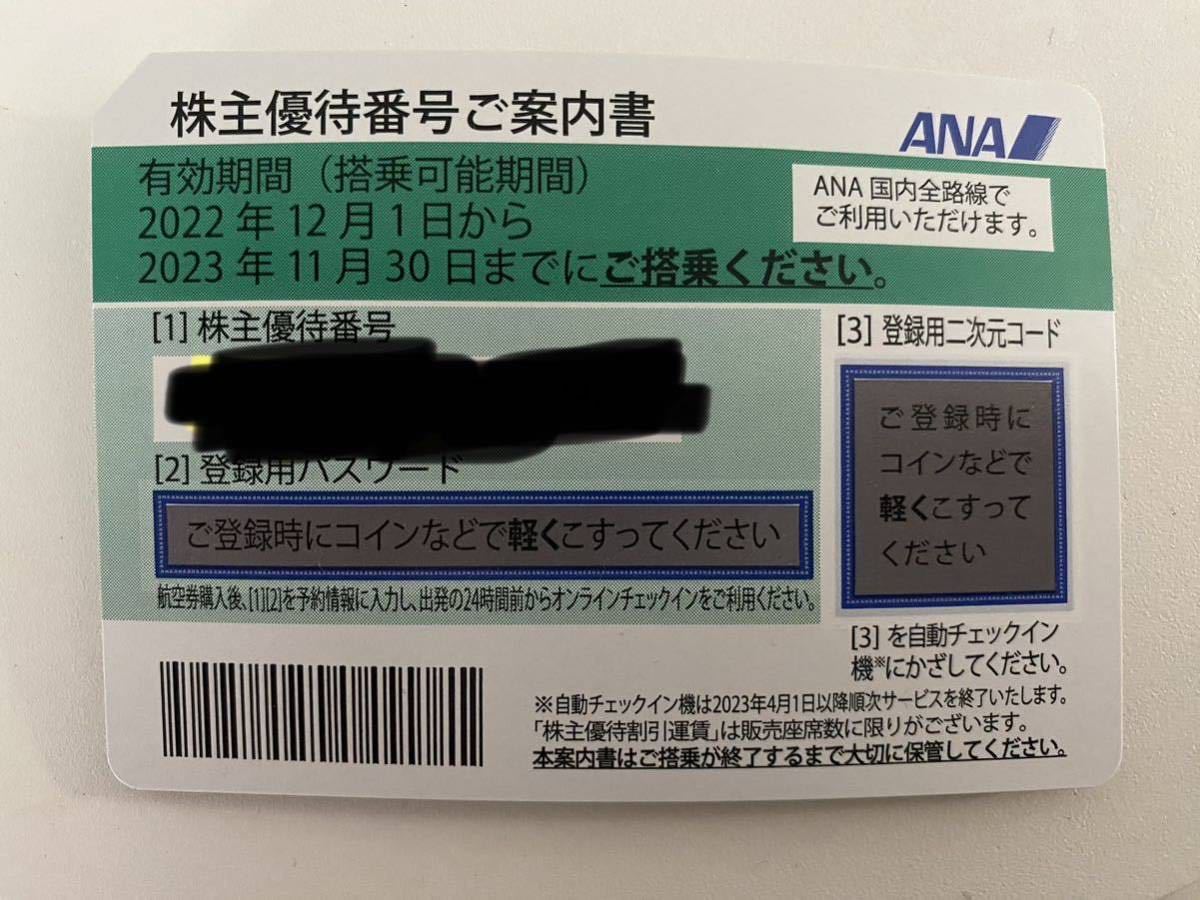 株主優待番号ご案内書
ANA
有効期間（搭乗可能期間）
2022年12月1日から
2023年11月30日までにご搭乗ください。
ANA国内全路線で
ご利用いただけます。
[1] 株主優待番号
[2] 登録用パスワード
ご登録時にコインなどで軽くこすってください
航空券購入後、[1][2]を予約情報に入力し、出発の24時間前からオンラインチェックインをご利用ください。
[3] 登録用二次元コード
ご登録時に
コインなどで
軽くこすって
ください
[3] を自動チェックイン
機※にかざしてください。
※自動チェックイン機は2023年4月1日以降順次サービスを終了いたします。
「株主優待割引運賃」は販売座席数に限りがございます。
本案内書はご搭乗が終了するまで大切に保管してください。